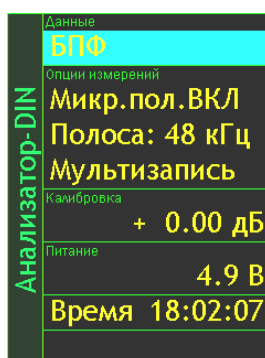 Анализатор-DIN
Данные
БПФ
Опции измерений
Микр.пол.ВКЛ
Полоса: 48 кГц
Мультизапись
Калибровка
+ 0.00 дБ
Питание
4.9 В
Время 18:02:07